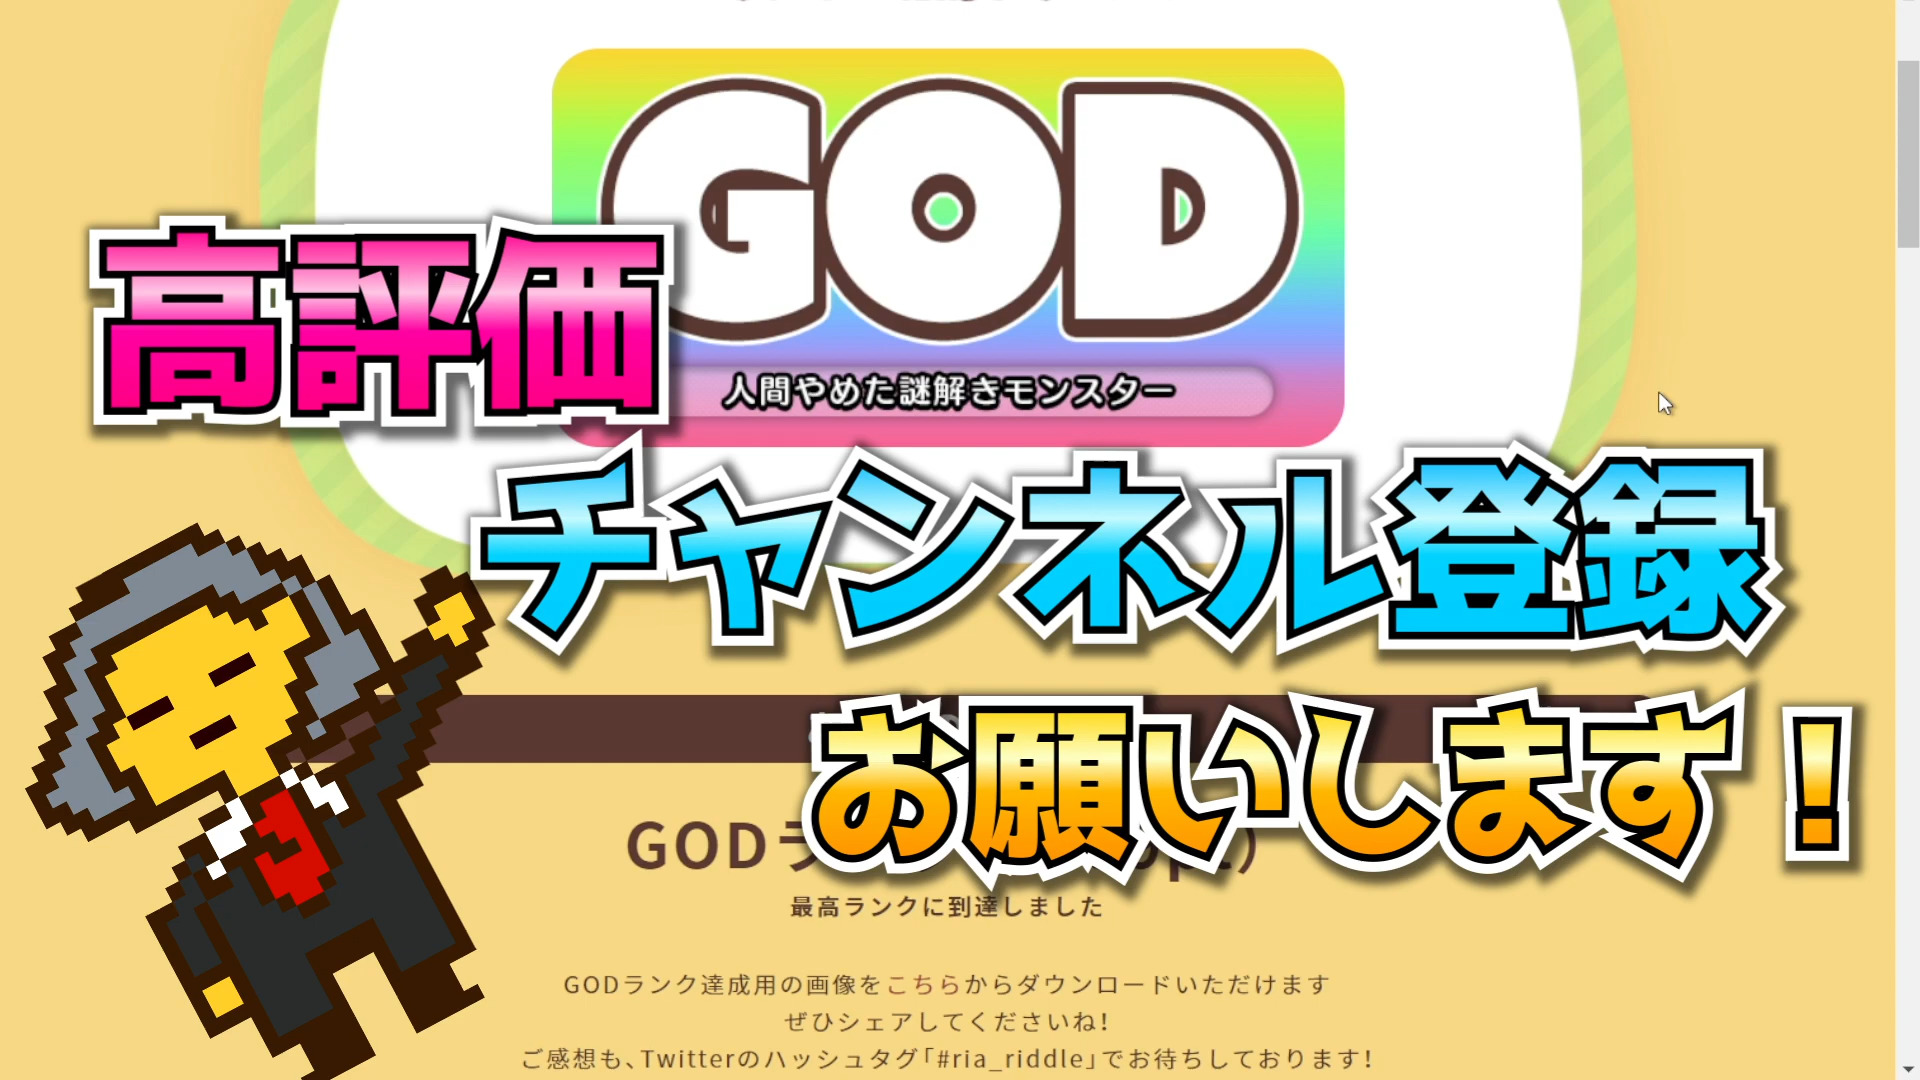 GOD
人間やめた謎解きモンスター
高評価
チャンネル登録
お願いします！
GOD
最高ランクに到達しました
GODランク達成用の画像をこちらからダウンロードいただけます
ぜひシェアしてくださいね!
ご感想も、Twitterのハッシュタグ「#ria_riddle」でお待ちしております!